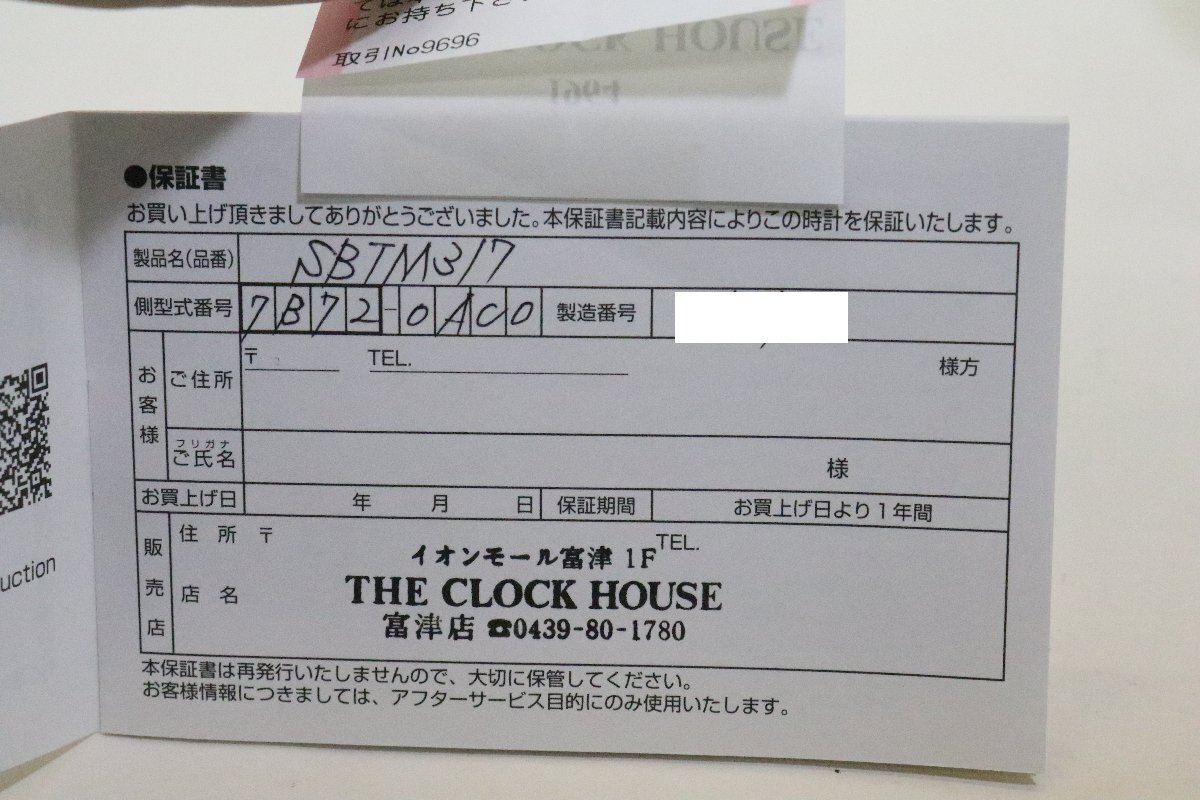 にお持ち下さ
取引No9696
CK HOUSE
1994
●保証書
お買い上げ頂きましてありがとうございました。本保証書記載内容によりこの時計を保証いたします。
製品名(品番) SBTM317
側型式番号 7B72-0AC0 製造番号
お客様 ご住所 〒 TEL. 様方
フリガナ
ご氏名 様
お買上げ日 年 月 日 保証期間 お買上げ日より1年間
販売店 住所 〒 TEL.
イオンモール富津 1F
店名 THE CLOCK HOUSE
富津店 ☎0439-80-1780
本保証書は再発行いたしませんので、大切に保管してください。
お客様情報につきましては、アフターサービス目的にのみ使用いたします。
uction